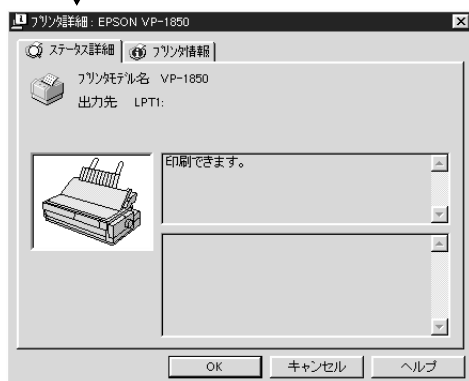 ﾌﾟﾘﾝﾀ詳細 : EPSON VP-1850
ｽﾃｰﾀｽ詳細 ﾌﾟﾘﾝﾀ情報
ﾌﾟﾘﾝﾀﾓﾃﾞﾙ名 VP-1850
出力先 LPT1:
印刷できます。
OK キャンセル ヘルプ